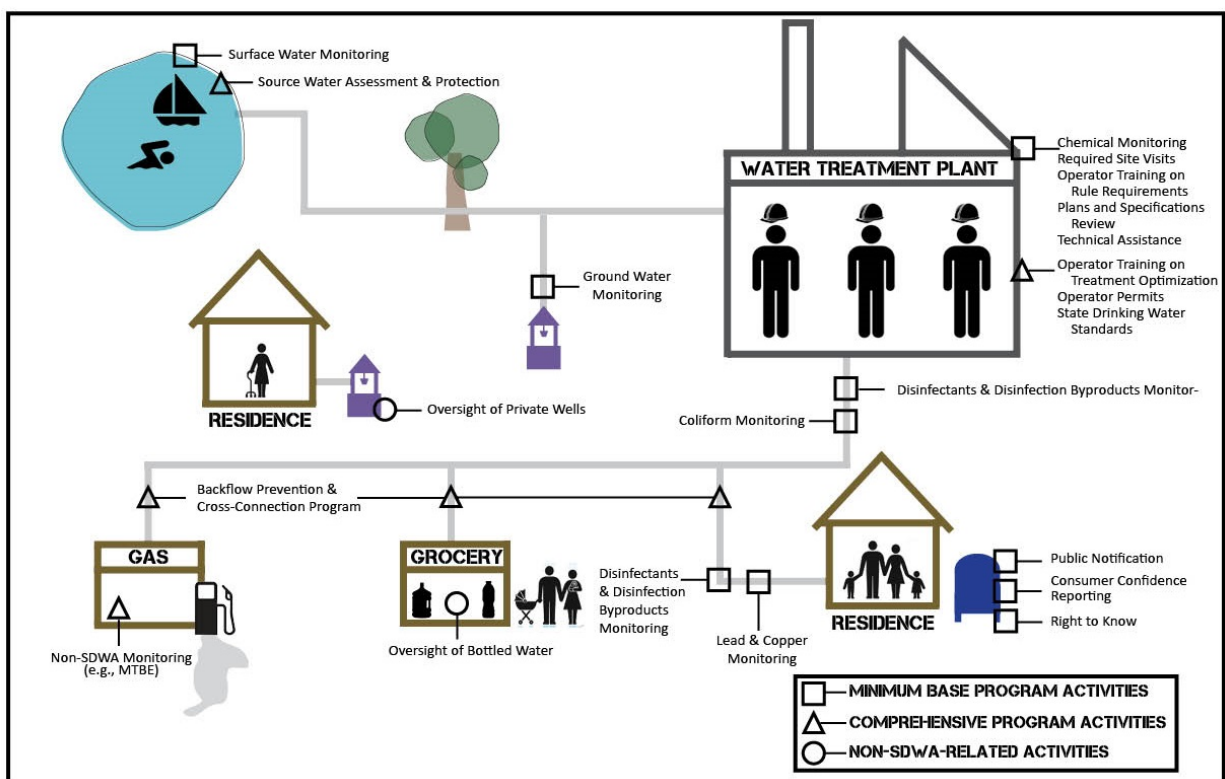 Surface Water Monitoring
Source Water Assessment & Protection
WATER TREATMENT PLANT
Chemical Monitoring
Required Site Visits
Operator Training on
Rule Requirements
Plans and Specifications
Review
Technical Assistance
Operator Training on
Treatment Optimization
Operator Permits
State Drinking Water
Standards
Ground Water
Monitoring
RESIDENCE
Oversight of Private Wells
Disinfectants & Disinfection Byproducts Monitor-
Coliform Monitoring
Backflow Prevention &
Cross-Connection Program
GAS
Non-SDWA Monitoring
(e.g., MTBE)
GROCERY
Oversight of Bottled Water
Disinfectants
& Disinfection
Byproducts
Monitoring
Lead & Copper
Monitoring
RESIDENCE
Public Notification
Consumer Confidence
Reporting
Right to Know
MINIMUM BASE PROGRAM ACTIVITIES
COMPREHENSIVE PROGRAM ACTIVITIES
NON-SDWA-RELATED ACTIVITIES